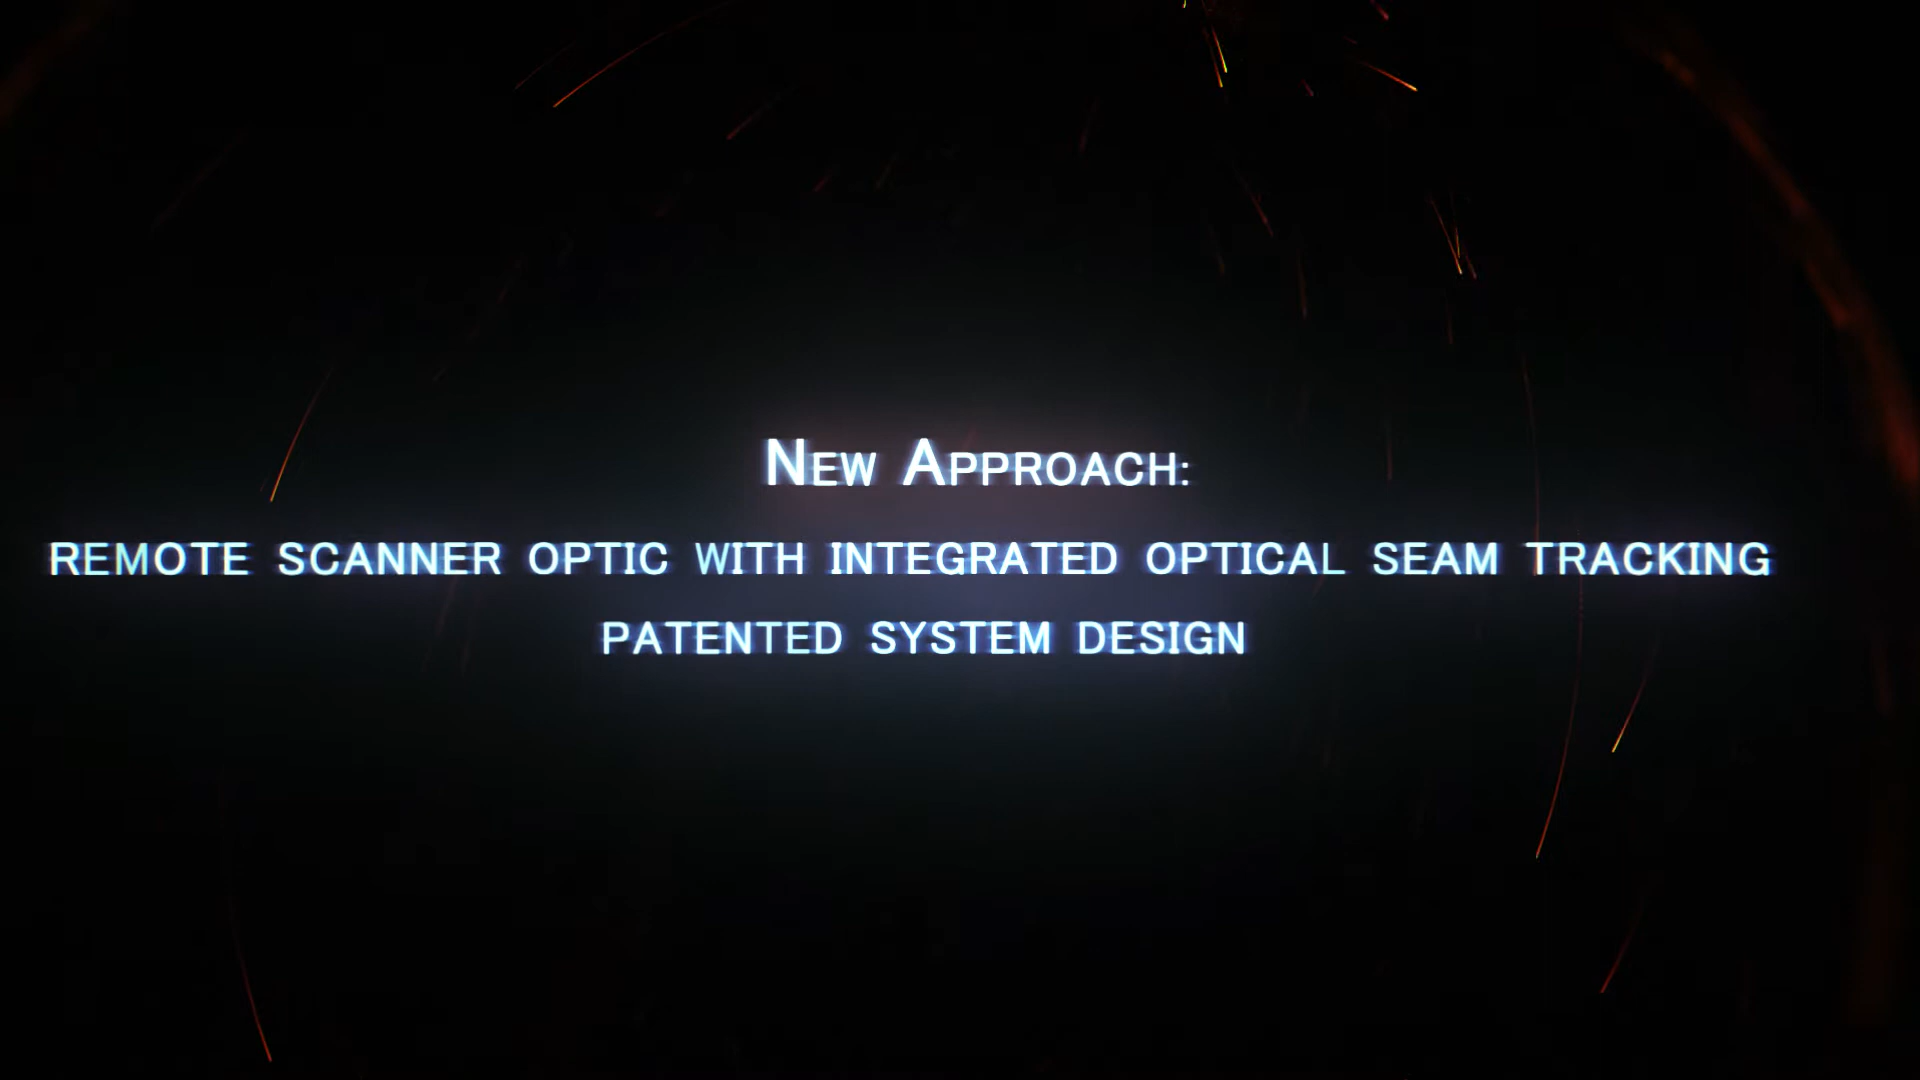 New Approach:
REMOTE SCANNER OPTIC WITH INTEGRATED OPTICAL SEAM TRACKING
PATENTED SYSTEM DESIGN